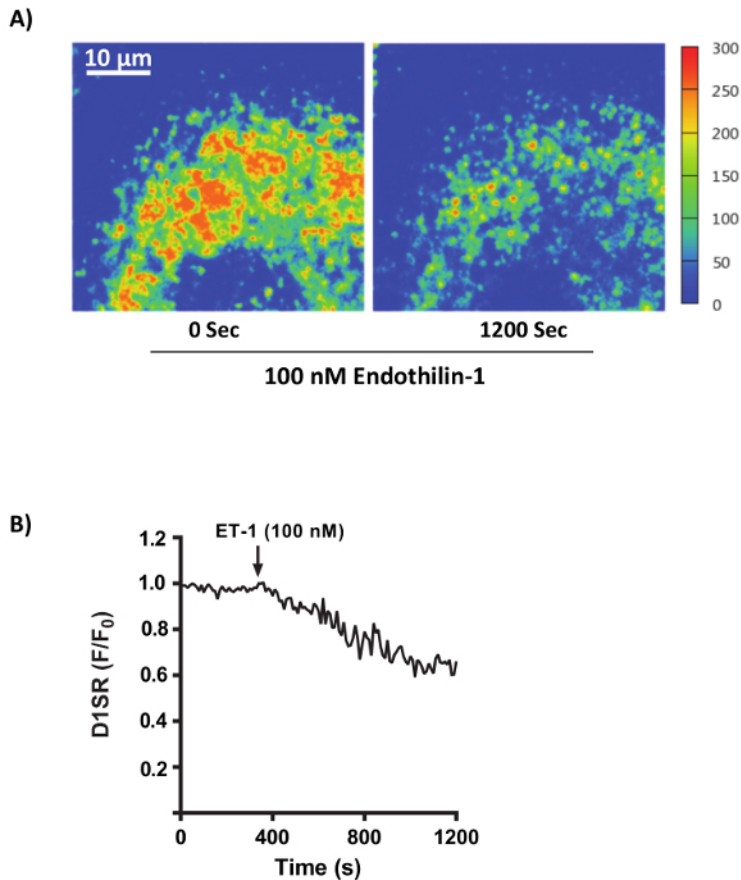 A)
10 µm
300
250
200
150
100
50
0
0 Sec
1200 Sec
100 nM Endothilin-1
B)
ET-1 (100 nM)
1.2
1.0
0.8
0.6
0.4
0.2
D1SR (F/F₀)
0
400
800
1200
Time (s)